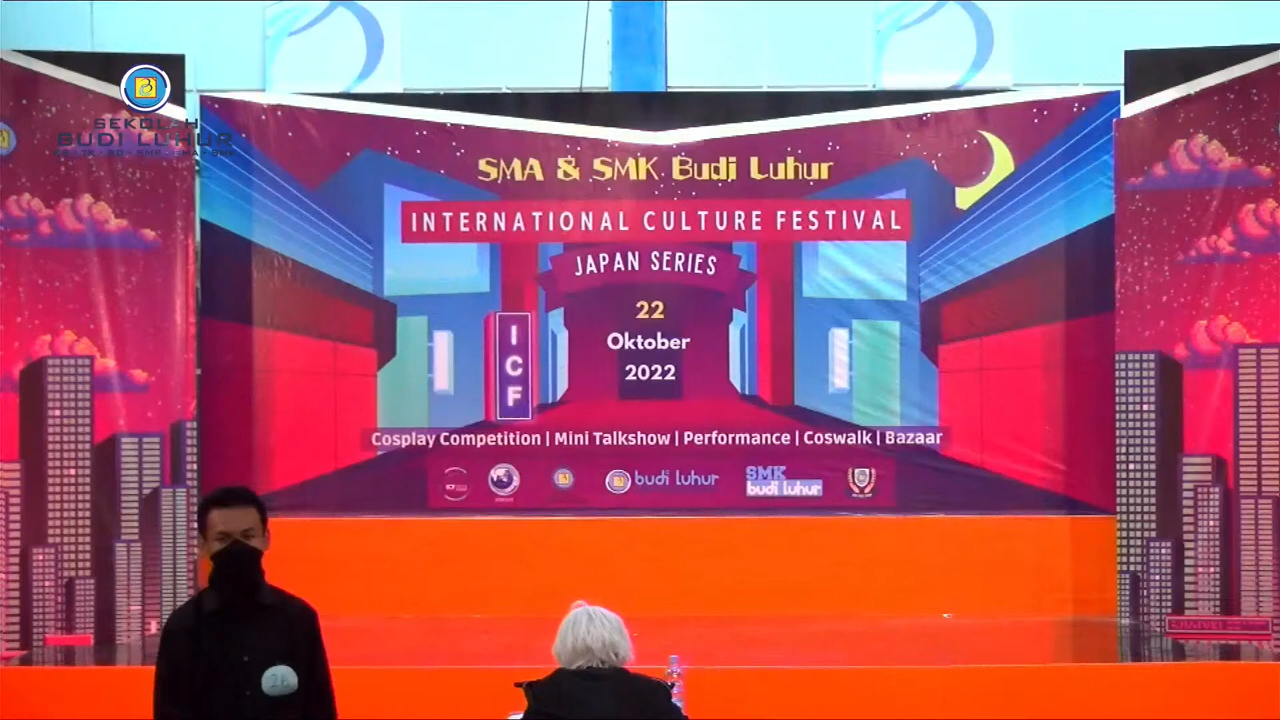 SEKOLAH
BUDI LUHUR
SMA & SMK Budi Luhur
INTERNATIONAL CULTURE FESTIVAL
JAPAN SERIES
22
Oktober
2022
I
C
F
Cosplay Competition | Mini Talkshow | Performance | Coswalk | Bazaar
budi luhur
SMK
budi luhur